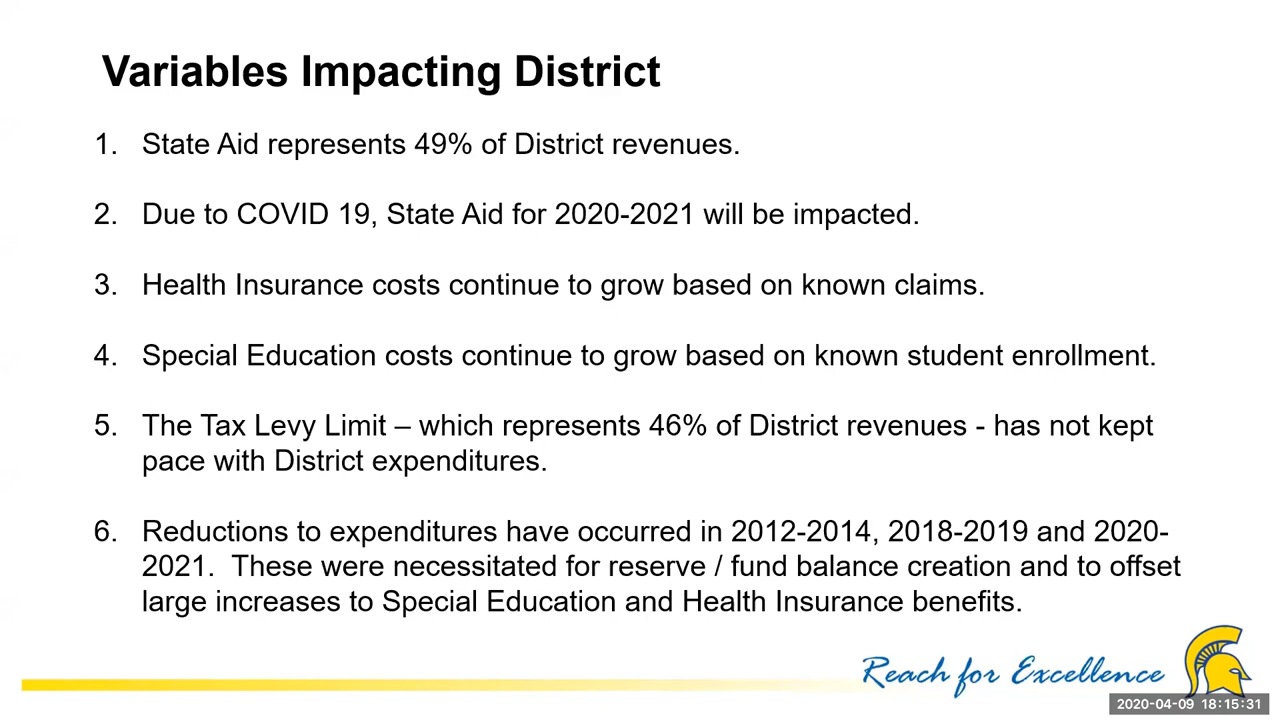 Variables Impacting District
1. State Aid represents 49% of District revenues.
2. Due to COVID 19, State Aid for 2020-2021 will be impacted.
3. Health Insurance costs continue to grow based on known claims.
4. Special Education costs continue to grow based on known student enrollment.
5. The Tax Levy Limit – which represents 46% of District revenues - has not kept
pace with District expenditures.
6. Reductions to expenditures have occurred in 2012-2014, 2018-2019 and 2020-
2021.  These were necessitated for reserve / fund balance creation and to offset
large increases to Special Education and Health Insurance benefits.
Reach for Excellence
2020-04-09 18:15:31